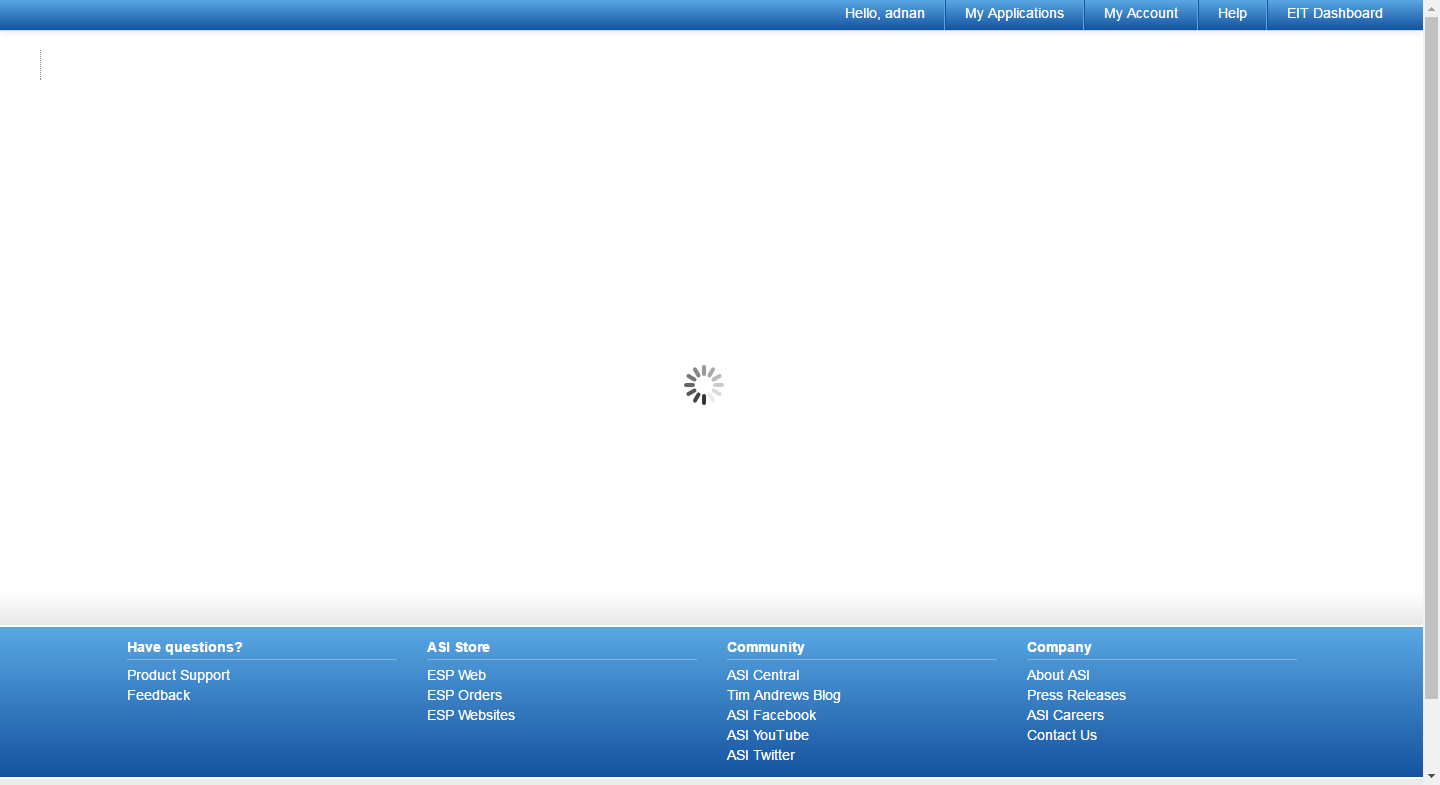 Hello, adnan My Applications My Account Help EIT Dashboard
Have questions? ASI Store Community Company
Product Support ESP Web ASI Central About ASI
Feedback ESP Orders Tim Andrews Blog Press Releases
ESP Websites ASI Facebook ASI Careers
ASI YouTube Contact Us
ASI Twitter